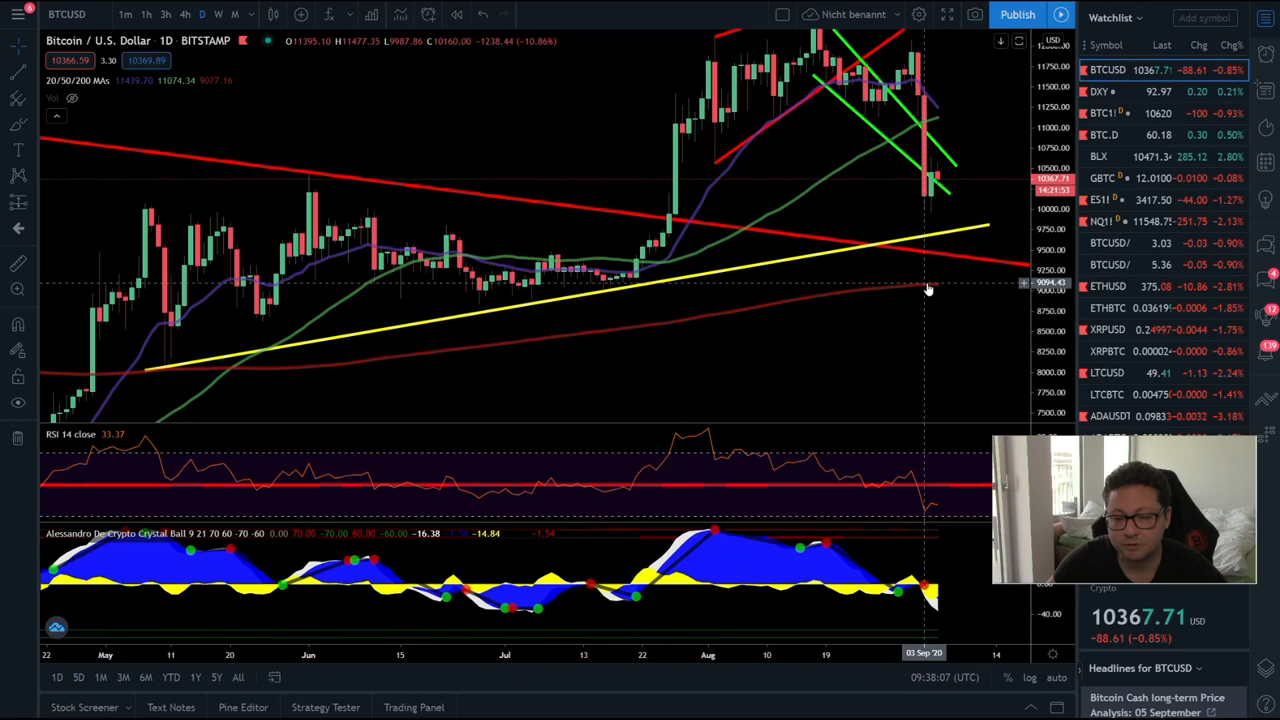 6
BTCUSD
1m
1h
3h
4h
D
W
M
Nicht benannt
Publish
Bitcoin / U.S. Dollar · 1D · BITSTAMP
O11395.10 H11477.35 L9987.86 C10160.00 −1238.44 (−10.86%)
10366.59
3.30
10369.89
20/50/200 MAs 11439.70 11074.34 9077.16
Vol
USD
12000.00
11750.00
11500.00
11250.00
11000.00
10750.00
10500.00
10367.71
14:21:53
10000.00
9750.00
9500.00
9250.00
9094.43
9000.00
8750.00
8500.00
8250.00
8000.00
7750.00
7500.00
RSI 14 close 33.37
Alessandro De Crypto Crystal Ball 9 21 70 60 -70 -60 0.00 70.00 -70.00 60.00 -60.00 -16.38 -14.84 -1.54
-40.00
22
May
11
20
Jun
15
Jul
13
22
Aug
10
19
03 Sep '20
14
1D
5D
1M
3M
6M
YTD
1Y
5Y
All
09:38:07 (UTC)
%
log
auto
Stock Screener
Text Notes
Pine Editor
Strategy Tester
Trading Panel
Watchlist
Add symbol
Symbol Last Chg Chg%
BTCUSD 10367.71 −88.61 −0.85%
DXY 92.97 0.20 0.21%
BTC1! D 10620 −100 −0.93%
BTC.D 60.18 0.30 0.50%
BLX 10471.34 285.12 2.80%
GBTC D 12.0100 −0.0100 −0.08%
ES1! D 3417.50 −44.00 −1.27%
NQ1! D 11548.75 −251.75 −2.13%
BTCUSD/ 3.03 −0.03 −0.90%
BTCUSD/ 5.36 −0.05 −0.90%
ETHUSD 375.08 −10.86 −2.81%
ETHBTC 0.03619 −0.0006 −1.85%
XRPUSD 0.24997 −0.0044 −1.75%
XRPBTC 0.00002 −0.0000 −0.86%
LTCUSD 49.41 −1.13 −2.24%
LTCBTC 0.00475 −0.0000 −1.41%
ADAUSDT 0.0983 −0.0032 −3.18%
4
12
139
Crypto
10367.71 USD
−88.61 (−0.85%)
Headlines for BTCUSD
Bitcoin Cash long-term Price
Analysis: 05 September